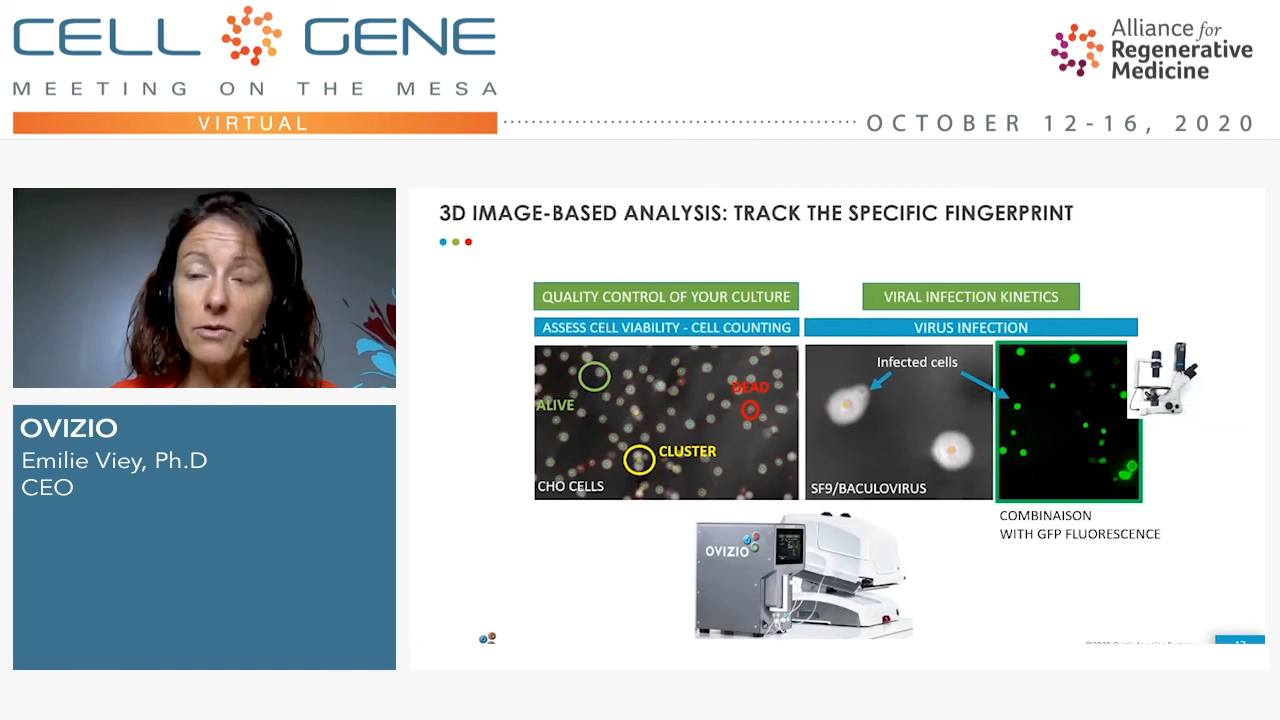 CELL GENE
MEETING ON THE MESA
VIRTUAL
Alliance for
Regenerative
Medicine
OCTOBER 12-16, 2020
OVIZIO
Emilie Viey, Ph.D
CEO
3D IMAGE-BASED ANALYSIS: TRACK THE SPECIFIC FINGERPRINT
QUALITY CONTROL OF YOUR CULTURE
VIRAL INFECTION KINETICS
ASSESS CELL VIABILITY - CELL COUNTING
VIRUS INFECTION
Infected cells
DEAD
ALIVE
CLUSTER
CHO CELLS
SF9/BACULOVIRUS
COMBINAISON
WITH GFP FLUORESCENCE
OVIZIO